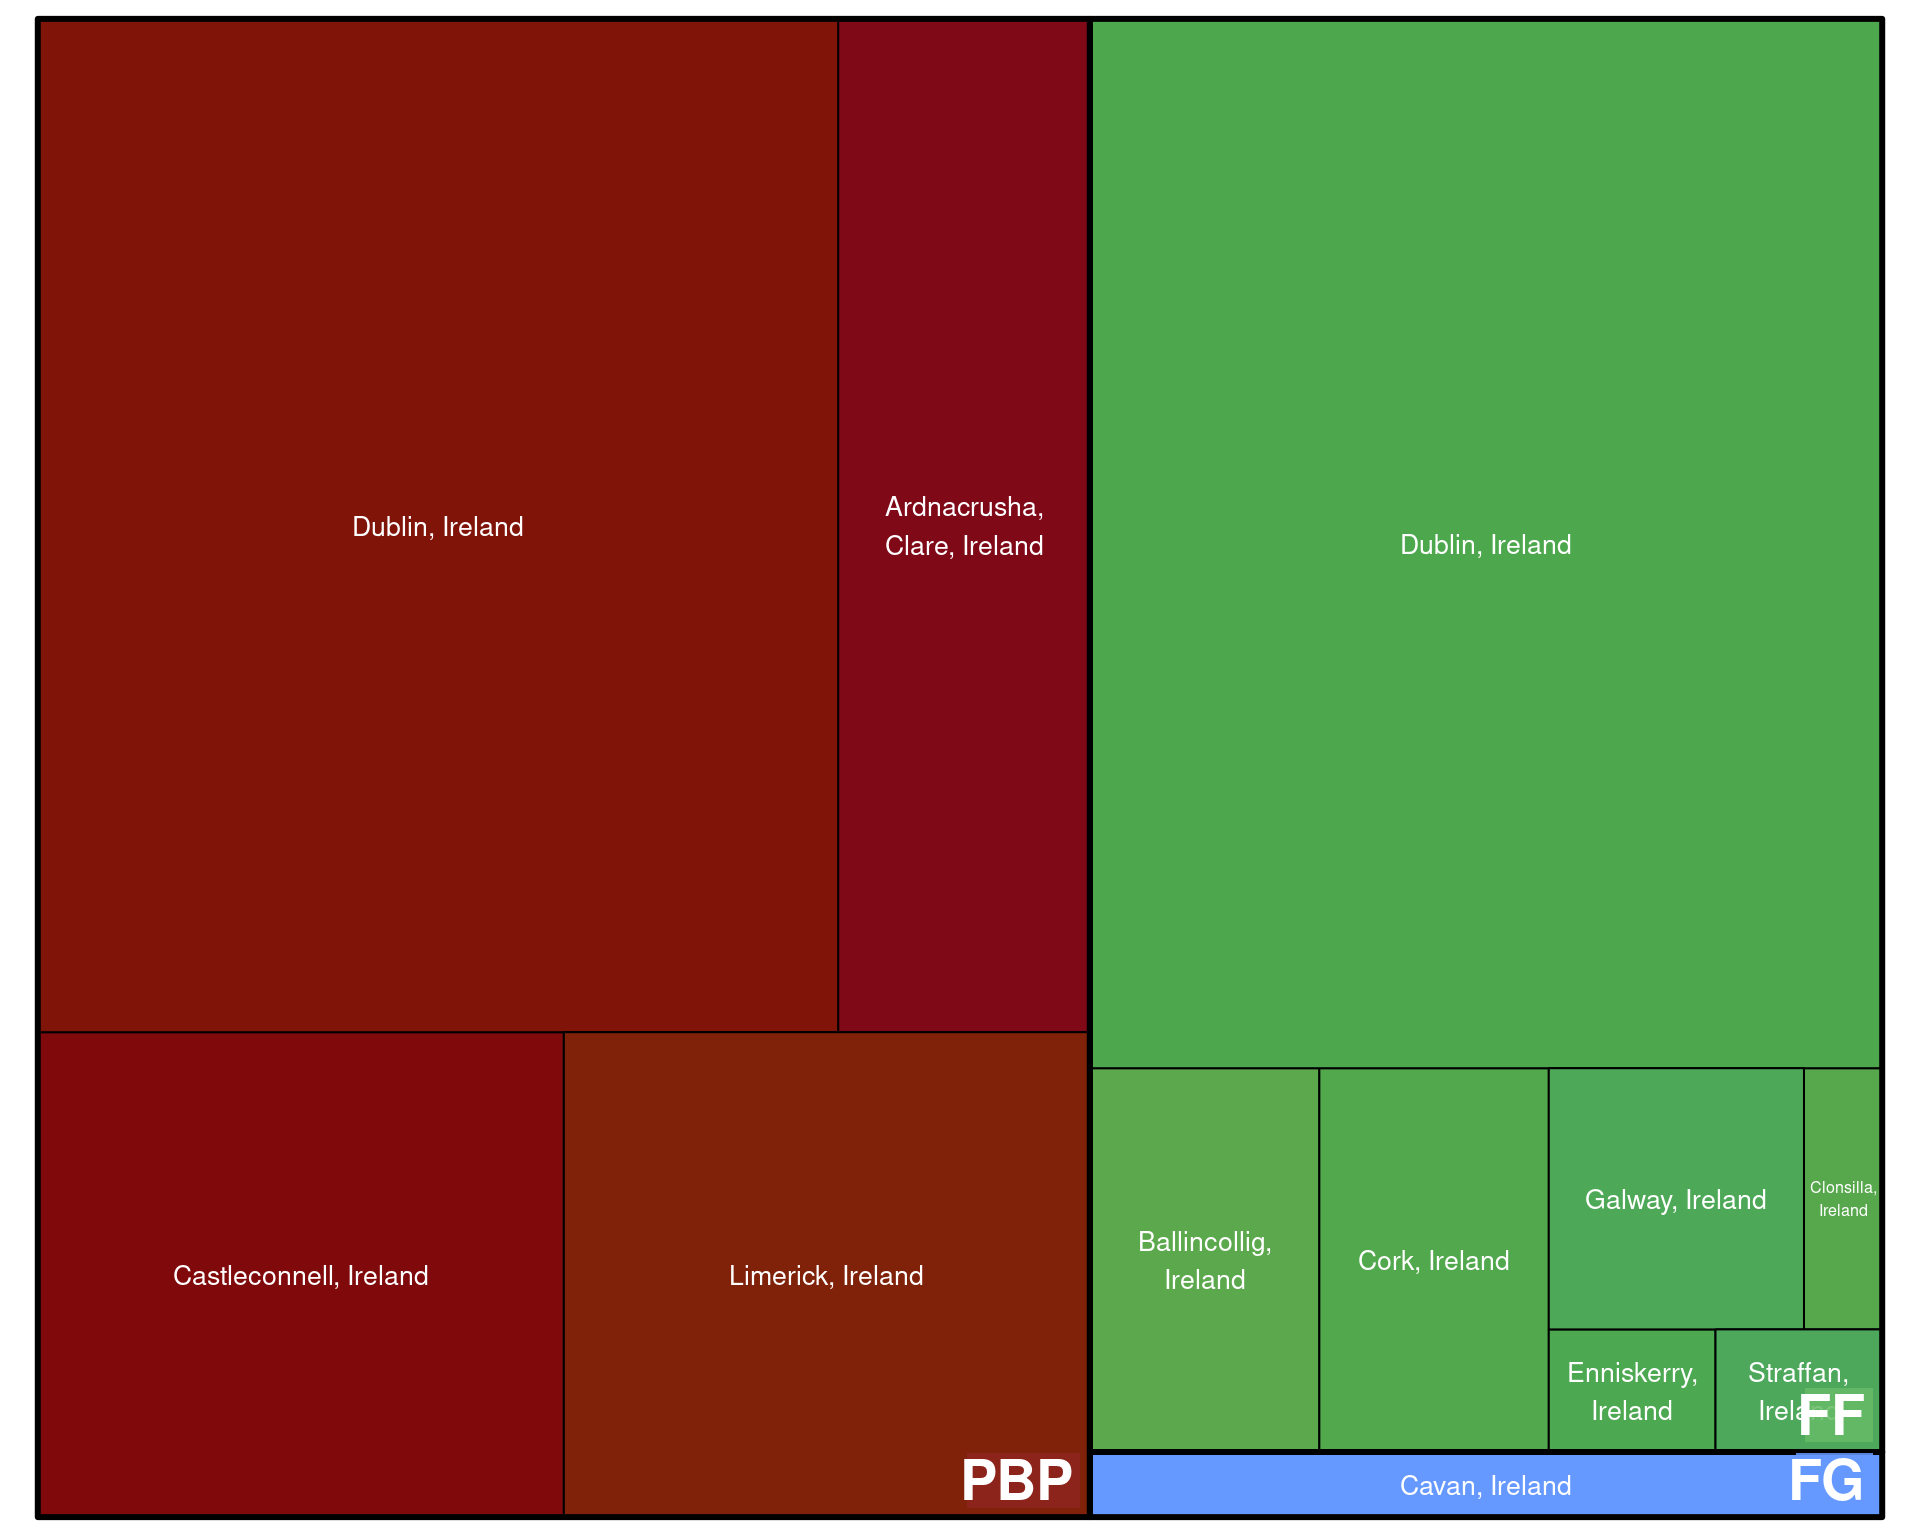 Dublin, Ireland
Ardnacrusha,
Clare, Ireland
Castleconnell, Ireland
Limerick, Ireland
PBP
Dublin, Ireland
Ballincollig,
Ireland
Cork, Ireland
Galway, Ireland
Clonsilla,
Ireland
Enniskerry,
Ireland
Straffan,
Ireland
FF
Cavan, Ireland
FG